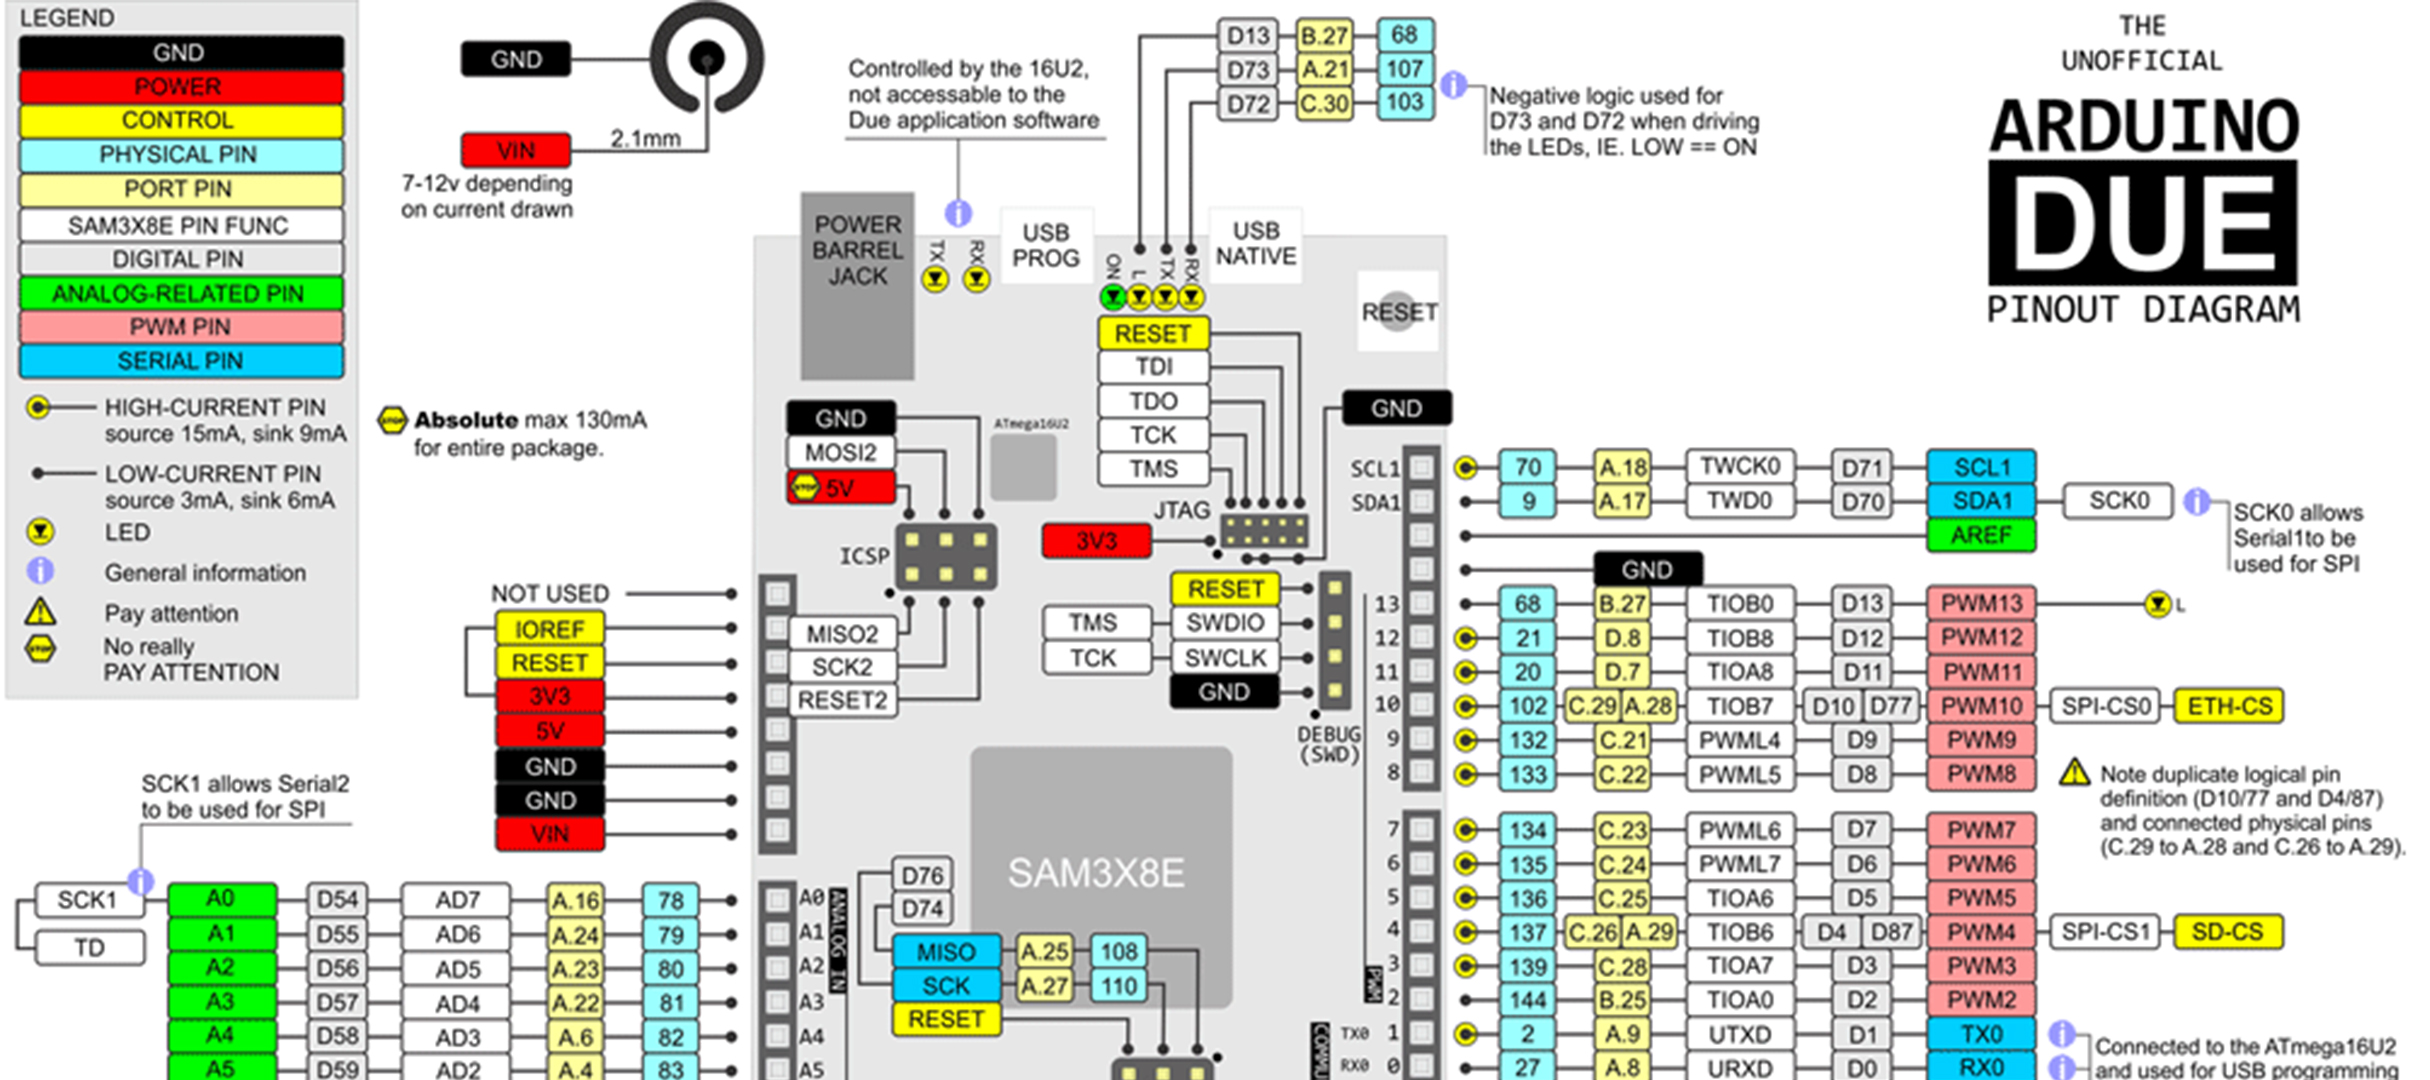 LEGEND
GND
POWER
CONTROL
PHYSICAL PIN
PORT PIN
SAM3X8E PIN FUNC
DIGITAL PIN
ANALOG-RELATED PIN
PWM PIN
SERIAL PIN
HIGH-CURRENT PIN
source 15mA, sink 9mA
LOW-CURRENT PIN
source 3mA, sink 6mA
LED
General information
Pay attention
STOP No really
PAY ATTENTION
GND
VIN
2.1mm
7-12v depending
on current drawn
STOP Absolute max 130mA
for entire package.
Controlled by the 16U2,
not accessable to the
Due application software
D13 B.27 68
D73 A.21 107
D72 C.30 103
Negative logic used for
D73 and D72 when driving
the LEDs, IE. LOW == ON
THE
UNOFFICIAL
ARDUINO
DUE
PINOUT DIAGRAM
POWER
BARREL
JACK
TX
RX
USB
PROG
ON
L
TX
RX
USB
NATIVE
RESET
RESET
TDI
TDO
TCK
TMS
JTAG
3V3
GND
GND
MOSI2
STOP 5V
ATmega16U2
ICSP
MISO2
SCK2
RESET2
RESET
TMS SWDIO
TCK SWCLK
GND
DEBUG
(SWD)
NOT USED
IOREF
RESET
3V3
5V
GND
GND
VIN
SCK1 allows Serial2
to be used for SPI
SCK1 A0 D54 AD7 A.16 78 A0
TD A1 D55 AD6 A.24 79 A1
A2 D56 AD5 A.23 80 A2
A3 D57 AD4 A.22 81 A3
A4 D58 AD3 A.6 82 A4
A5 D59 AD2 A.4 83 A5
ANALOG IN
SAM3X8E
D76
D74
MISO A.25 108
SCK A.27 110
RESET
SCL1 70 A.18 TWCK0 D71 SCL1
SDA1 9 A.17 TWD0 D70 SDA1 SCK0
AREF
GND
SCK0 allows
Serial1to be
used for SPI
13 68 B.27 TIOB0 D13 PWM13 L
12 21 D.8 TIOB8 D12 PWM12
11 20 D.7 TIOA8 D11 PWM11
10 102 C.29 A.28 TIOB7 D10 D77 PWM10 SPI-CS0 ETH-CS
9 132 C.21 PWML4 D9 PWM9
8 133 C.22 PWML5 D8 PWM8
Note duplicate logical pin
definition (D10/77 and D4/87)
and connected physical pins
(C.29 to A.28 and C.26 to A.29).
7 134 C.23 PWML6 D7 PWM7
6 135 C.24 PWML7 D6 PWM6
5 136 C.25 TIOA6 D5 PWM5
4 137 C.26 A.29 TIOB6 D4 D87 PWM4 SPI-CS1 SD-CS
3 139 C.28 TIOA7 D3 PWM3
PWM
2 144 B.25 TIOA0 D2 PWM2
TX0 1 2 A.9 UTXD D1 TX0
RX0 0 27 A.8 URXD D0 RX0
Connected to the ATmega16U2
and used for USB programming